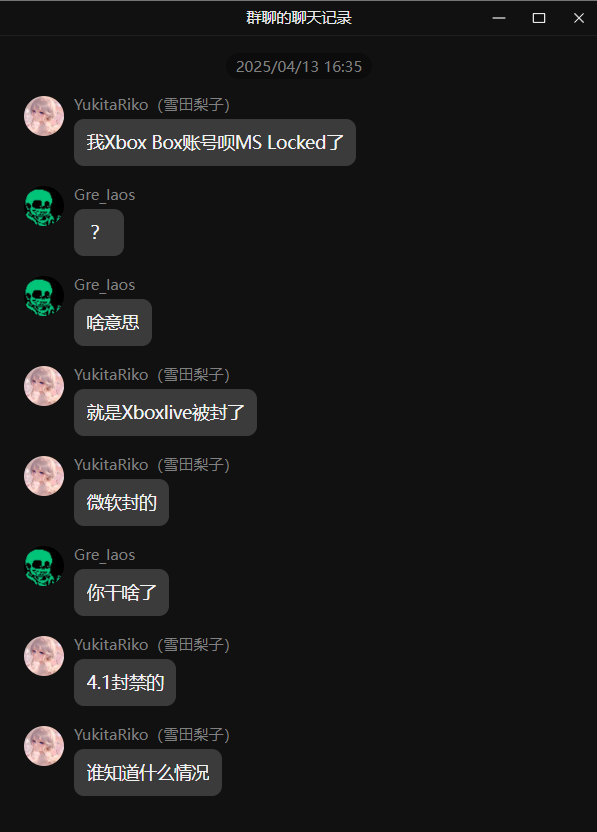 群聊的聊天记录
2025/04/13 16:35
YukitaRiko（雪田梨子）
我Xbox Box账号呗MS Locked了
Gre_laos
？
Gre_laos
啥意思
YukitaRiko（雪田梨子）
就是Xboxlive被封了
YukitaRiko（雪田梨子）
微软封的
Gre_laos
你干啥了
YukitaRiko（雪田梨子）
4.1封禁的
YukitaRiko（雪田梨子）
谁知道什么情况